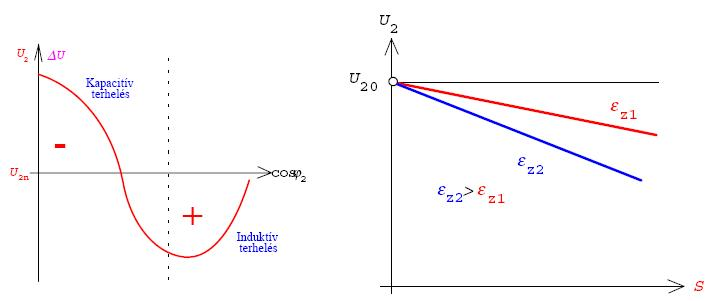 U₂ ΔU
Kapacitív
terhelés
-
U₂ₙ
cosφ₂
+
Induktív
terhelés
U₂
U₂₀
εz1
εz2
εz2> εz1
S